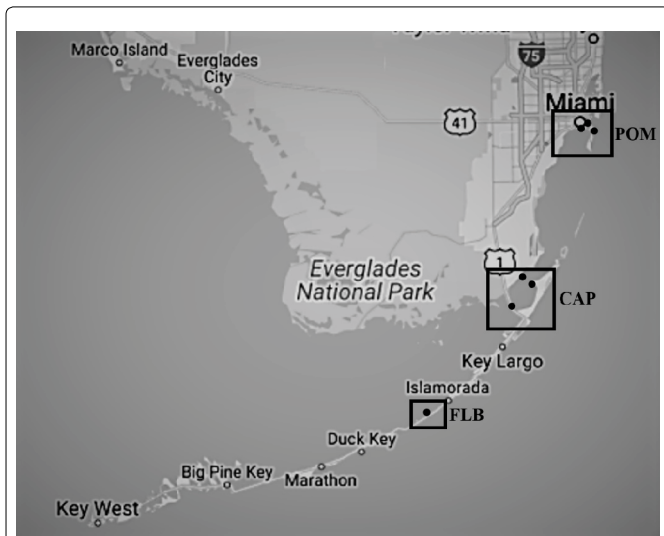 Marco Island
Everglades
City
75
Miami
41
POM
1
Everglades
National Park
CAP
Key Largo
Islamorada
FLB
Duck Key
Big Pine Key
Marathon
Key West